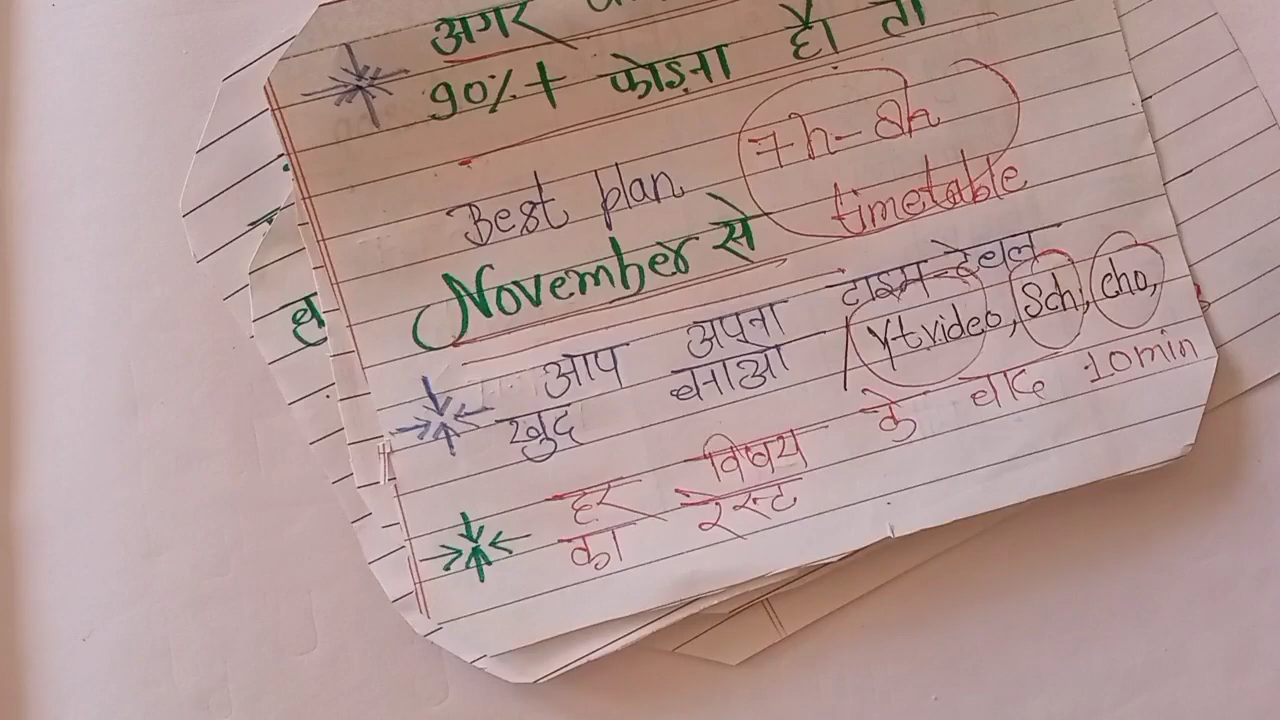 अगर
90%+ फोड़ना है। तो
Best plan 7h-8h
November से timetable
आप अपना टाइम-टेबल
खुद बनाओ / Yt video, Sch, cho,
हर विषय के बाद 10min
का रेस्ट